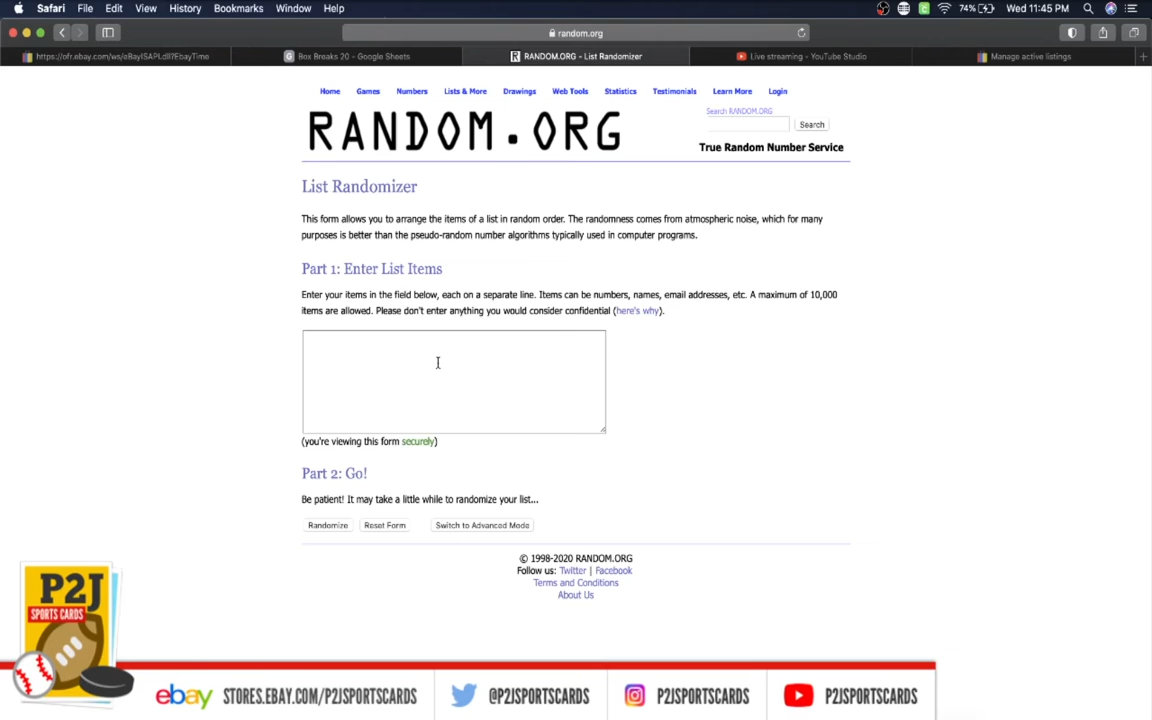 Safari File Edit View History Bookmarks Window Help 74% Wed 11:45 PM
random.org
https://ofr.ebay.com/ws/eBayISAPI.dll?EbayTime Box Breaks 20 - Google Sheets RANDOM.ORG - List Randomizer Live streaming - YouTube Studio Manage active listings
Home Games Numbers Lists & More Drawings Web Tools Statistics Testimonials Learn More Login
RANDOM.ORG
Search RANDOM.ORG
Search
True Random Number Service
List Randomizer
This form allows you to arrange the items of a list in random order. The randomness comes from atmospheric noise, which for many
purposes is better than the pseudo-random number algorithms typically used in computer programs.
Part 1: Enter List Items
Enter your items in the field below, each on a separate line. Items can be numbers, names, email addresses, etc. A maximum of 10,000
items are allowed. Please don't enter anything you would consider confidential (here's why).
(you're viewing this form securely)
Part 2: Go!
Be patient! It may take a little while to randomize your list...
Randomize Reset Form Switch to Advanced Mode
© 1998-2020 RANDOM.ORG
Follow us: Twitter | Facebook
Terms and Conditions
About Us
P2J
SPORTS CARDS
ebay STORES.EBAY.COM/P2JSPORTSCARDS @P2JSPORTSCARDS P2JSPORTSCARDS P2JSPORTSCARDS